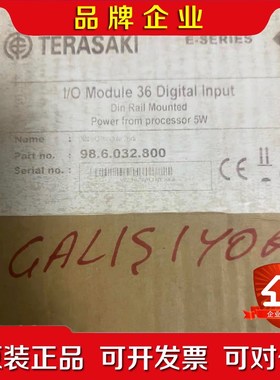 品牌企业
TERASAKI
E-SERIES
I/O Module 36 Digital Input
Din Rail Mounted
Power from processor 5W
Name
Part no. 98.6.032.800
Serial no.
CE
GALIŞIYOR
企业
原装正品 可开发票 可对